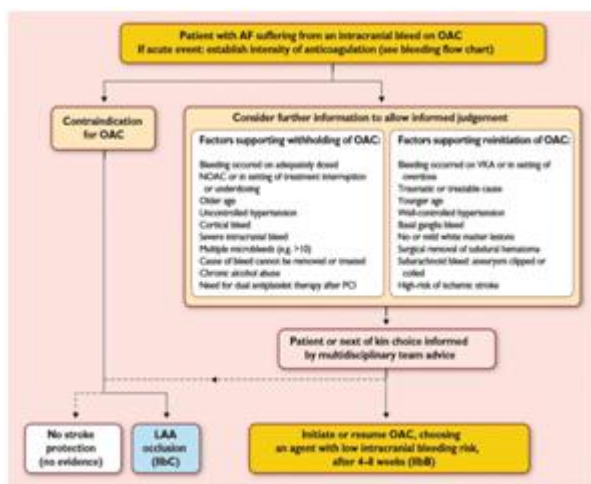 Patient with AF suffering from an intracranial bleed on OAC
If acute event: establish intensity of anticoagulation (see bleeding flow chart)
Contraindication
for OAC
Consider further information to allow informed judgement
Factors supporting withholding of OAC:
Bleeding occurred on adequately dosed
NOAC or in setting of treatment interruption
or underdosing
Older age
Uncontrolled hypertension
Cortical bleed
Severe intracranial bleed
Multiple microbleeds (e.g. >10)
Cause of bleed cannot be removed or treated
Chronic alcohol abuse
Need for dual antiplatelet therapy after PCI
Factors supporting reinitiation of OAC:
Bleeding occurred on VKA or in setting of
overdose
Traumatic or treatable cause
Younger age
Well-controlled hypertension
Basal ganglia bleed
No or mild white matter lesions
Surgical removal of subdural hematoma
Subarachnoid bleed: aneurysm clipped or
coiled
High-risk of ischemic stroke
Patient or next of kin choice informed
by multidisciplinary team advice
No stroke
protection
(no evidence)
LAA
occlusion
(IIbC)
Initiate or resume OAC, choosing
an agent with low intracranial bleeding risk,
after 4–8 weeks (IIbB)